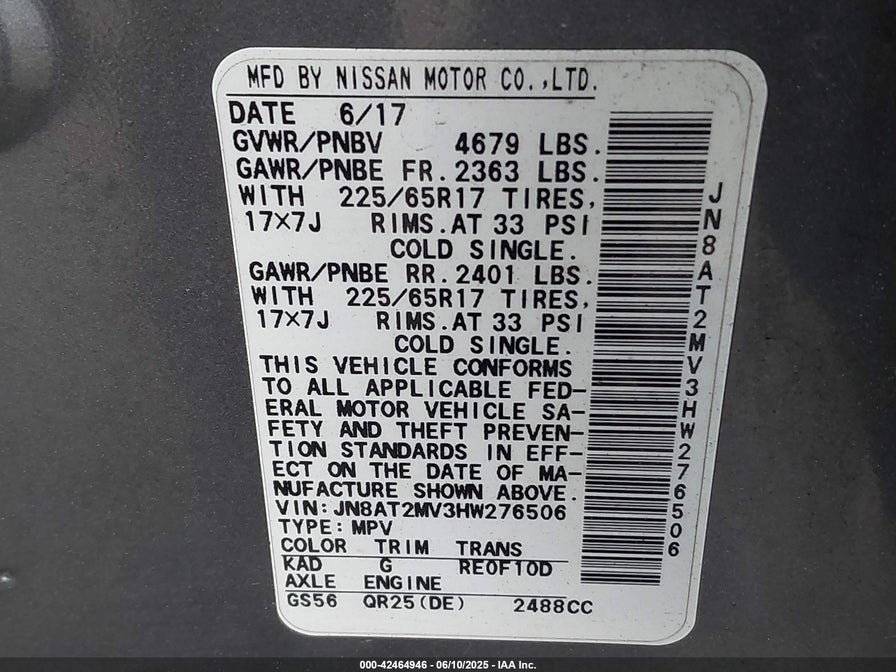 MFD BY NISSAN MOTOR CO.,LTD.
DATE 6/17
GVWR/PNBV 4679 LBS.
GAWR/PNBE FR. 2363 LBS.
WITH 225/65R17 TIRES,
17×7J RIMS.AT 33 PSI
COLD SINGLE.
GAWR/PNBE RR. 2401 LBS.
WITH 225/65R17 TIRES,
17×7J RIMS.AT 33 PSI
COLD SINGLE.
THIS VEHICLE CONFORMS
TO ALL APPLICABLE FED-
ERAL MOTOR VEHICLE SA-
FETY AND THEFT PREVEN-
TION STANDARDS IN EFF-
ECT ON THE DATE OF MA-
NUFACTURE SHOWN ABOVE.
VIN: JN8AT2MV3HW276506
TYPE: MPV
COLOR TRIM TRANS
KAD G RE0F10D
AXLE ENGINE
GS56 QR25(DE) 2488CC
JN8AT2MV3HW276506
000-42464946 - 06/10/2025 - IAA Inc.